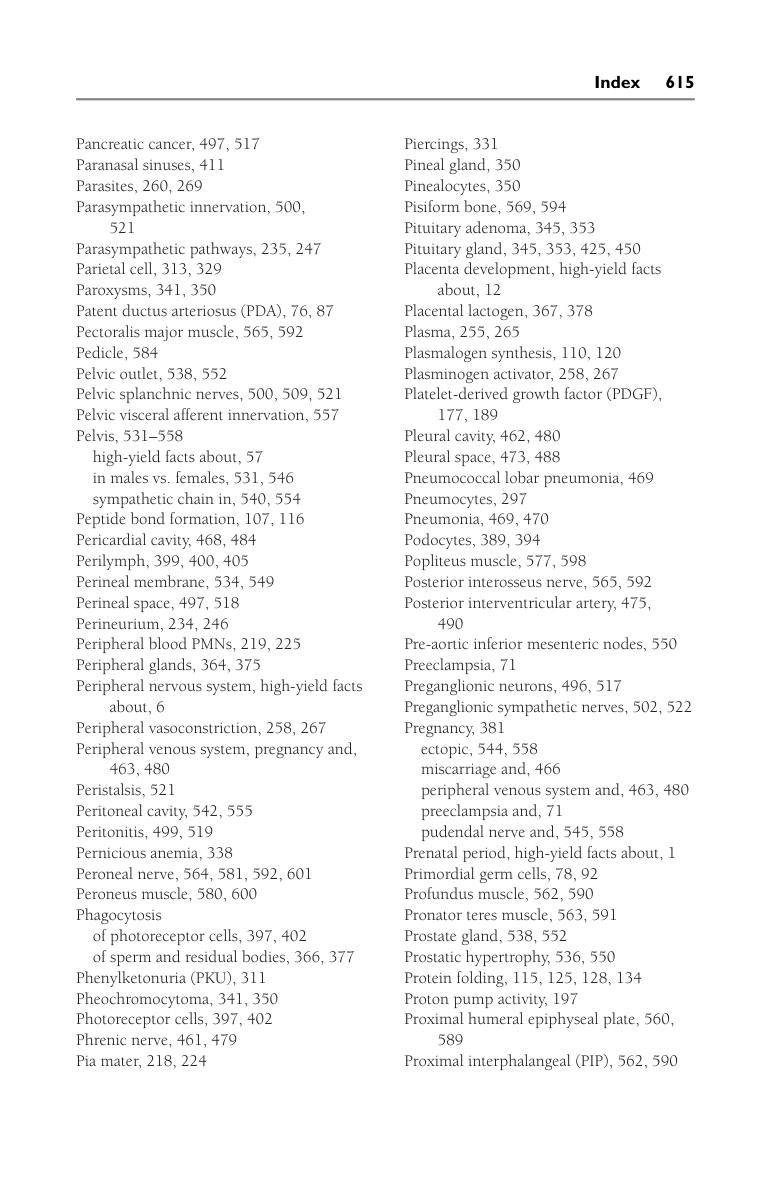 Index 615
Pancreatic cancer, 497, 517
Paranasal sinuses, 411
Parasites, 260, 269
Parasympathetic innervation, 500,
521
Parasympathetic pathways, 235, 247
Parietal cell, 313, 329
Paroxysms, 341, 350
Patent ductus arteriosus (PDA), 76, 87
Pectoralis major muscle, 565, 592
Pedicle, 584
Pelvic outlet, 538, 552
Pelvic splanchnic nerves, 500, 509, 521
Pelvic visceral afferent innervation, 557
Pelvis, 531–558
high-yield facts about, 57
in males vs. females, 531, 546
sympathetic chain in, 540, 554
Peptide bond formation, 107, 116
Pericardial cavity, 468, 484
Perilymph, 399, 400, 405
Perineal membrane, 534, 549
Perineal space, 497, 518
Perineurium, 234, 246
Peripheral blood PMNs, 219, 225
Peripheral glands, 364, 375
Peripheral nervous system, high-yield facts
about, 6
Peripheral vasoconstriction, 258, 267
Peripheral venous system, pregnancy and,
463, 480
Peristalsis, 521
Peritoneal cavity, 542, 555
Peritonitis, 499, 519
Pernicious anemia, 338
Peroneal nerve, 564, 581, 592, 601
Peroneus muscle, 580, 600
Phagocytosis
of photoreceptor cells, 397, 402
of sperm and residual bodies, 366, 377
Phenylketonuria (PKU), 311
Pheochromocytoma, 341, 350
Photoreceptor cells, 397, 402
Phrenic nerve, 461, 479
Pia mater, 218, 224
Piercings, 331
Pineal gland, 350
Pinealocytes, 350
Pisiform bone, 569, 594
Pituitary adenoma, 345, 353
Pituitary gland, 345, 353, 425, 450
Placenta development, high-yield facts
about, 12
Placental lactogen, 367, 378
Plasma, 255, 265
Plasmalogen synthesis, 110, 120
Plasminogen activator, 258, 267
Platelet-derived growth factor (PDGF),
177, 189
Pleural cavity, 462, 480
Pleural space, 473, 488
Pneumococcal lobar pneumonia, 469
Pneumocytes, 297
Pneumonia, 469, 470
Podocytes, 389, 394
Popliteus muscle, 577, 598
Posterior interosseus nerve, 565, 592
Posterior interventricular artery, 475,
490
Pre-aortic inferior mesenteric nodes, 550
Preeclampsia, 71
Preganglionic neurons, 496, 517
Preganglionic sympathetic nerves, 502, 522
Pregnancy, 381
ectopic, 544, 558
miscarriage and, 466
peripheral venous system and, 463, 480
preeclampsia and, 71
pudendal nerve and, 545, 558
Prenatal period, high-yield facts about, 1
Primordial germ cells, 78, 92
Profundus muscle, 562, 590
Pronator teres muscle, 563, 591
Prostate gland, 538, 552
Prostatic hypertrophy, 536, 550
Protein folding, 115, 125, 128, 134
Proton pump activity, 197
Proximal humeral epiphyseal plate, 560,
589
Proximal interphalangeal (PIP), 562, 590